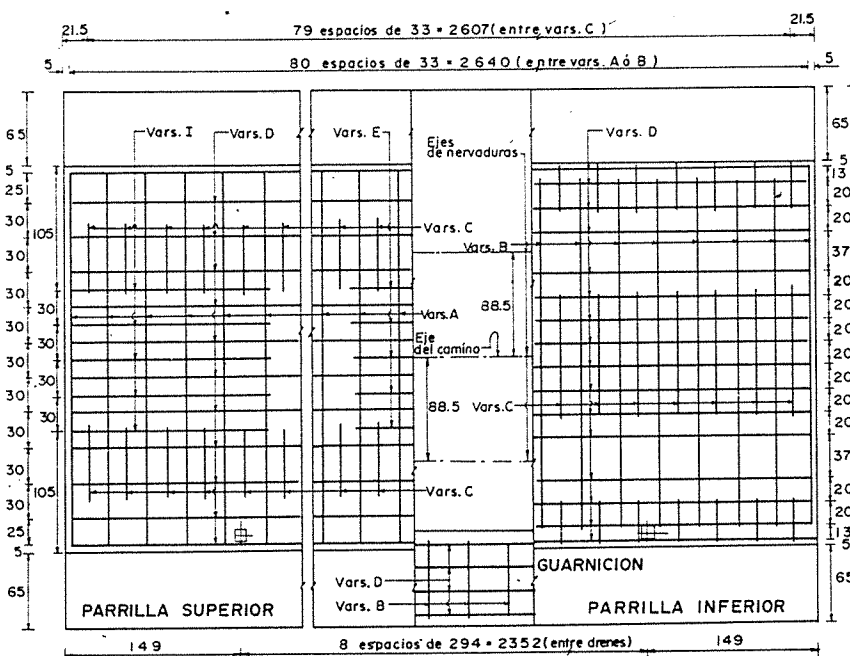 21.5 79 espacios de 33 = 2607 (entre vars. C) 21.5
5 80 espacios de 33 = 2640 (entre vars. A ó B) 5
65
5
25
30
30
30
30
30
30
30
30
25
5
65
105
30
30
30
30
105
Vars. I
Vars. D
Vars. E
Ejes
de nervaduras
Vars. D
Vars. C
Vars. B
Vars. A
88.5
Eje
del camino
88.5
Vars. C
Vars. C
Vars. D
Vars. B
GUARNICION
PARRILLA SUPERIOR
PARRILLA INFERIOR
65
5
13
20
20
37
20
20
20
20
20
37
20
20
13
5
65
149 8 espacios de 294 = 2352 (entre drenes) 149